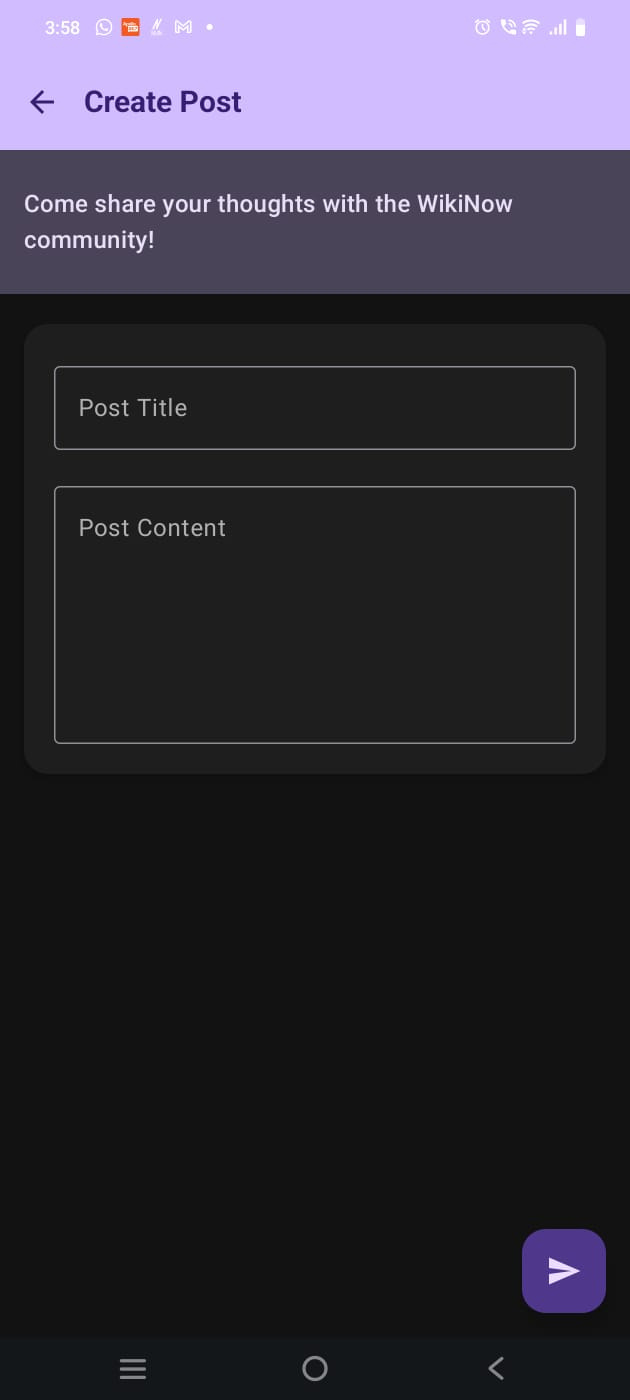 3:58
Create Post
Come share your thoughts with the WikiNow
community!
Post Title
Post Content